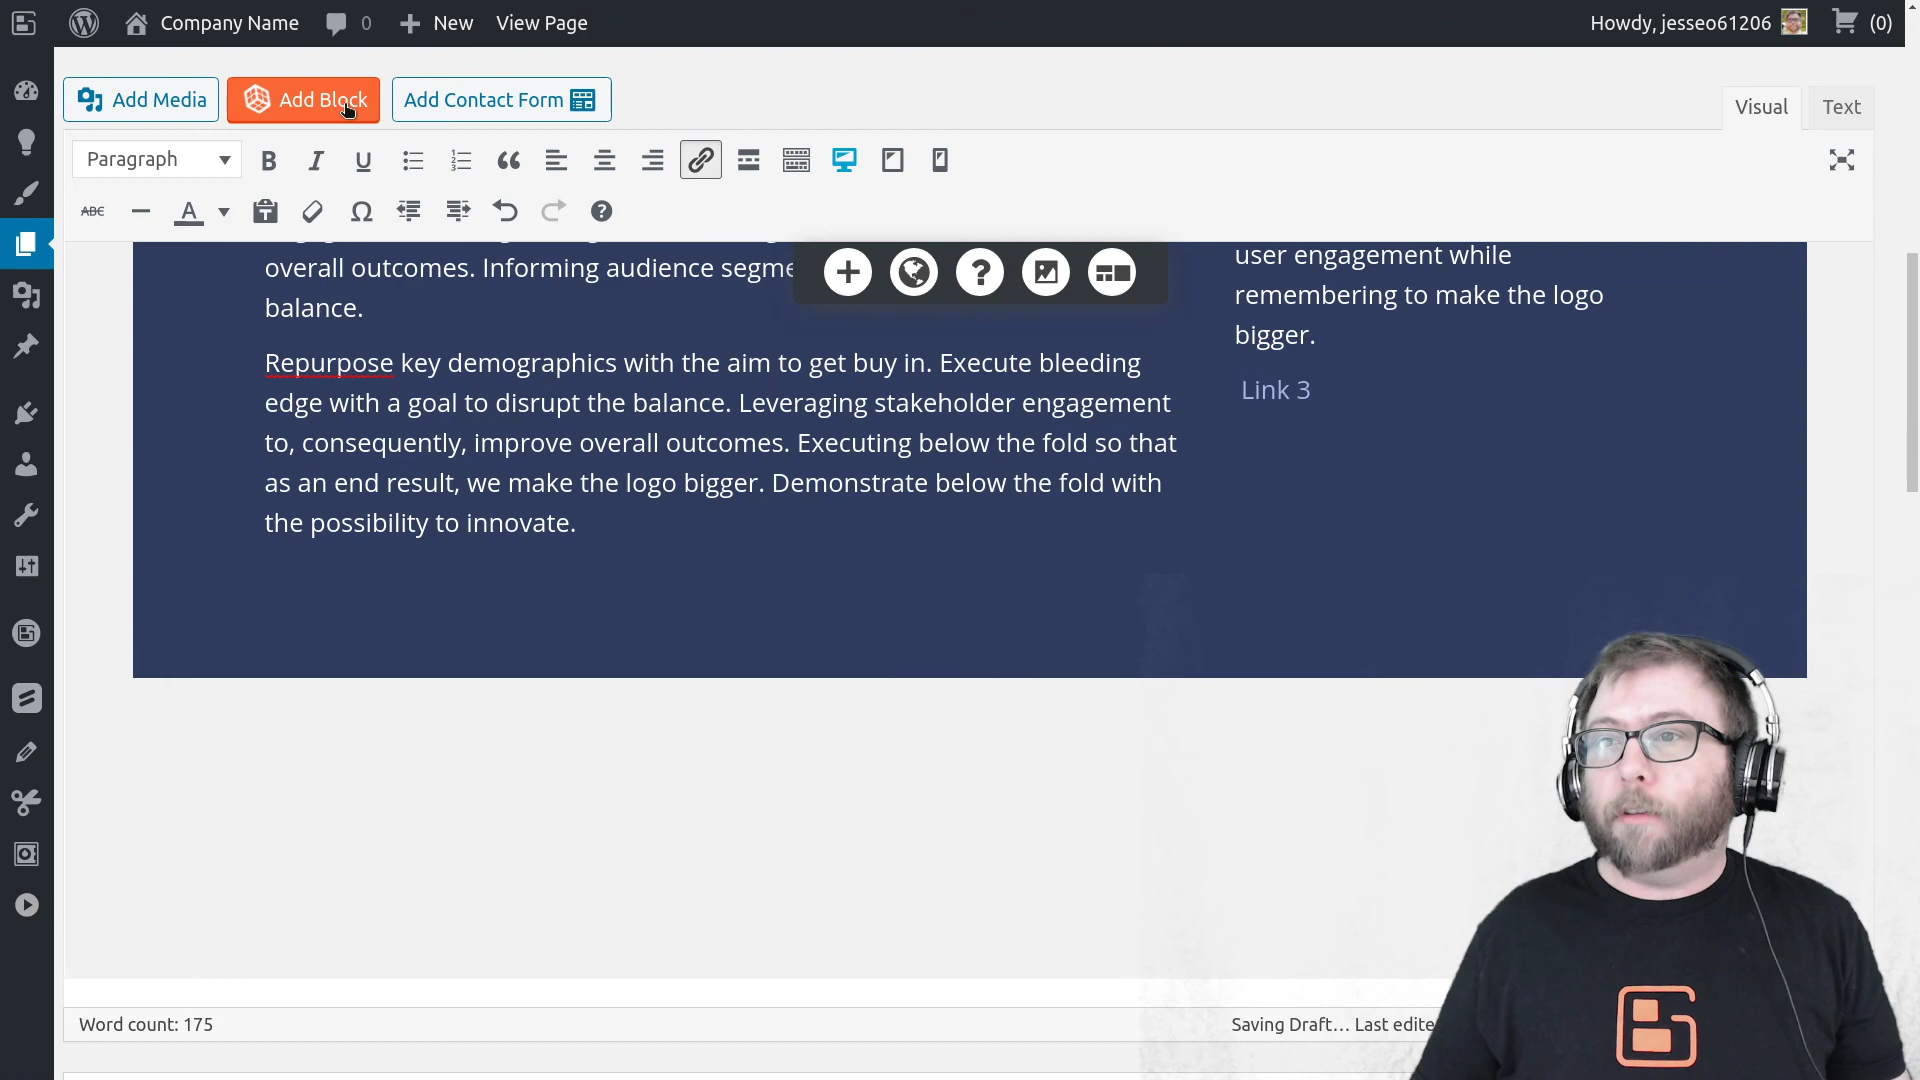 Company Name
0
New
View Page
Howdy, jesseo61206
(0)
Add Media
Add Block
Add Contact Form
Visual
Text
Paragraph
B
I
U
ABC
A
overall outcomes. Informing audience segme
balance.
Repurpose key demographics with the aim to get buy in. Execute bleeding
edge with a goal to disrupt the balance. Leveraging stakeholder engagement
to, consequently, improve overall outcomes. Executing below the fold so that
as an end result, we make the logo bigger. Demonstrate below the fold with
the possibility to innovate.
user engagement while
remembering to make the logo
bigger.
Link 3
Word count: 175
Saving Draft... Last edite